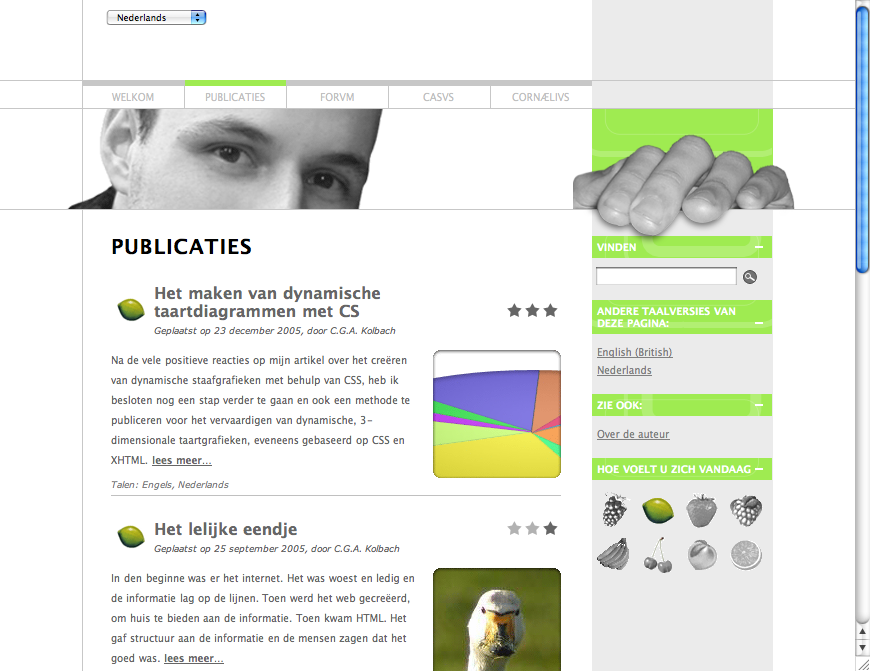 Nederlands
WELKOM
PUBLICATIES
FORVM
CASVS
CORNÆLIVS
PUBLICATIES
Het maken van dynamische
taartdiagrammen met CS
Geplaatst op 23 december 2005, door C.G.A. Kolbach
Na de vele positieve reacties op mijn artikel over het creëren
van dynamische staafgrafieken met behulp van CSS, heb ik
besloten nog een stap verder te gaan en ook een methode te
publiceren voor het vervaardigen van dynamische, 3-
dimensionale taartgrafieken, eveneens gebaseerd op CSS en
XHTML. lees meer...
Talen: Engels, Nederlands
Het lelijke eendje
Geplaatst op 25 september 2005, door C.G.A. Kolbach
In den beginne was er het internet. Het was woest en ledig en
de informatie lag op de lijnen. Toen werd het web gecreëerd,
om huis te bieden aan de informatie. Toen kwam HTML. Het
gaf structuur aan de informatie en de mensen zagen dat het
goed was. lees meer...
VINDEN
ANDERE TAALVERSIES VAN
DEZE PAGINA:
English (British)
Nederlands
ZIE OOK:
Over de auteur
HOE VOELT U ZICH VANDAAG